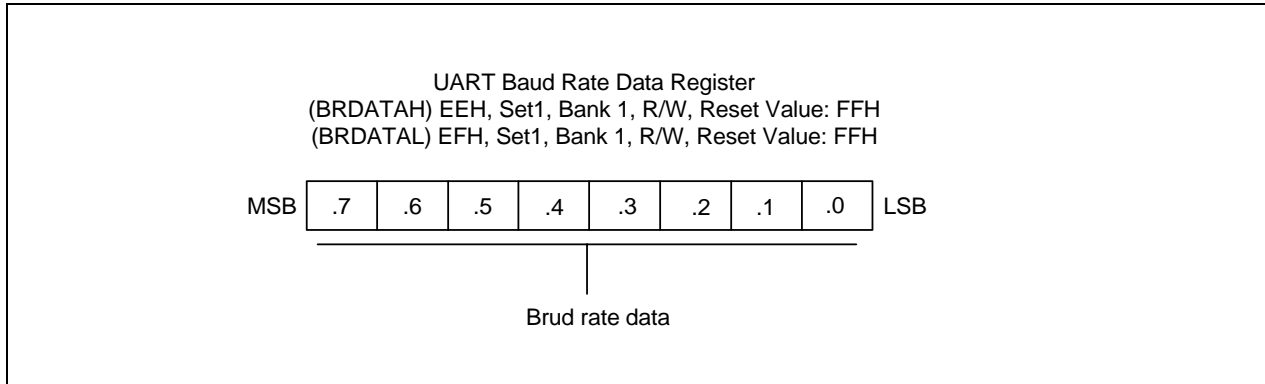 UART Baud Rate Data Register
(BRDATAH) EEH, Set1, Bank 1, R/W, Reset Value: FFH
(BRDATAL) EFH, Set1, Bank 1, R/W, Reset Value: FFH
MSB .7 .6 .5 .4 .3 .2 .1 .0 LSB
Brud rate data